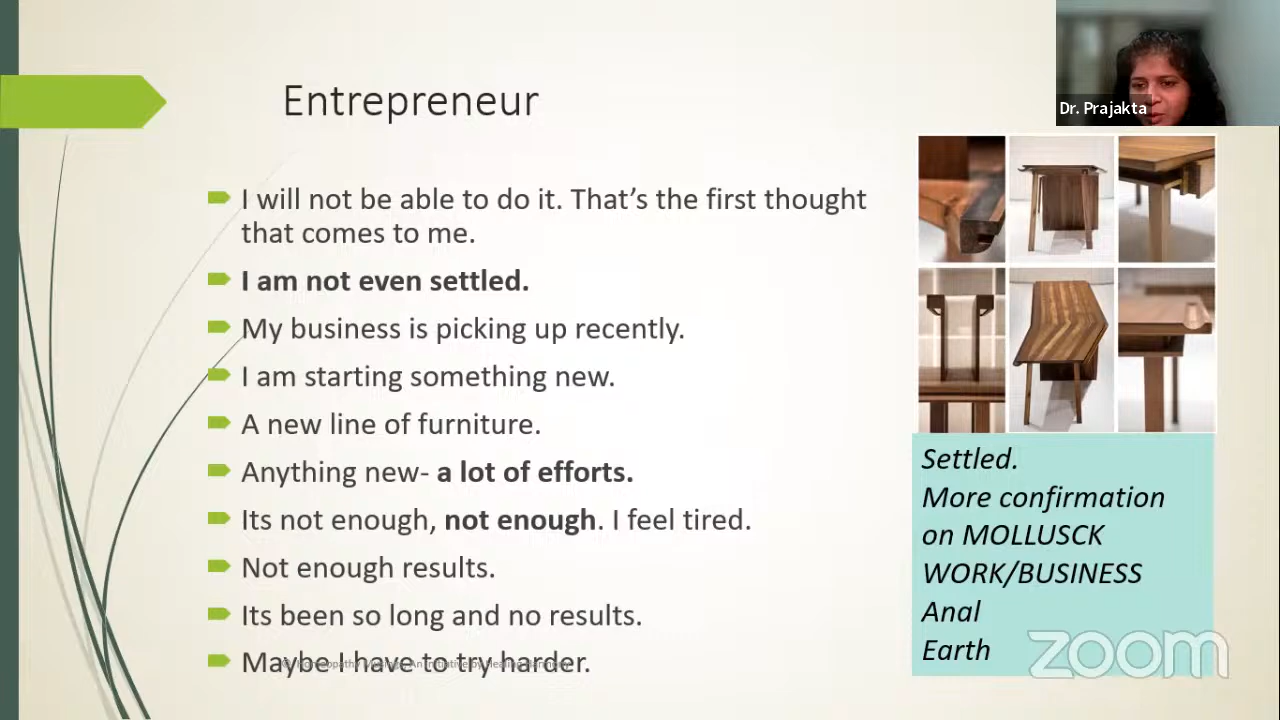 Dr. Prajakta
Entrepreneur
I will not be able to do it. That's the first thought
that comes to me.
I am not even settled.
My business is picking up recently.
I am starting something new.
A new line of furniture.
Anything new- a lot of efforts.
Its not enough, not enough. I feel tired.
Not enough results.
Its been so long and no results.
Maybe I have to try harder.
Settled.
More confirmation
on MOLLUSCK
WORK/BUSINESS
Anal
Earth
zoom